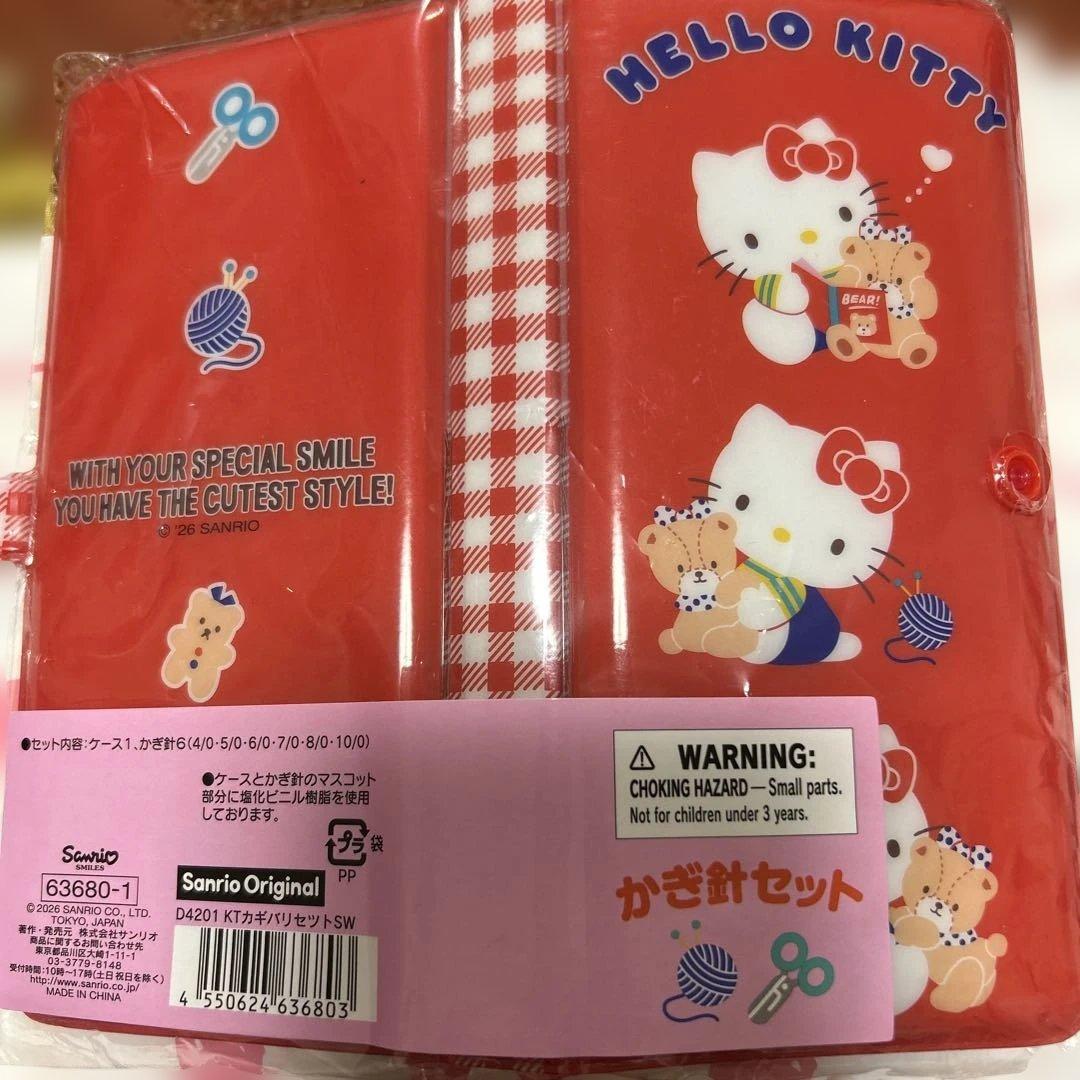 HELLO KITTY
BEAR!
WITH YOUR SPECIAL SMILE
YOU HAVE THE CUTEST STYLE!
© '26 SANRIO
●セット内容:ケース1、かぎ針6(4/0・5/0・6/0・7/0・8/0・10/0)
●ケースとかぎ針のマスコット
部分に塩化ビニル樹脂を使用
しております。
プラ 袋
PP
Sanrio
SMILES
63680-1
© 2026 SANRIO CO., LTD.
TOKYO, JAPAN
著作・発売元 株式会社サンリオ
商品に関するお問い合わせ先
東京都品川区大崎1-11-1
03-3779-8148
受付時間:10時〜17時(土日祝日を除く)
http://www.sanrio.co.jp/
MADE IN CHINA
Sanrio Original
D4201 KTカギバリセットSW
4 550624 636803
⚠ WARNING:
CHOKING HAZARD — Small parts.
Not for children under 3 years.
かぎ針セット